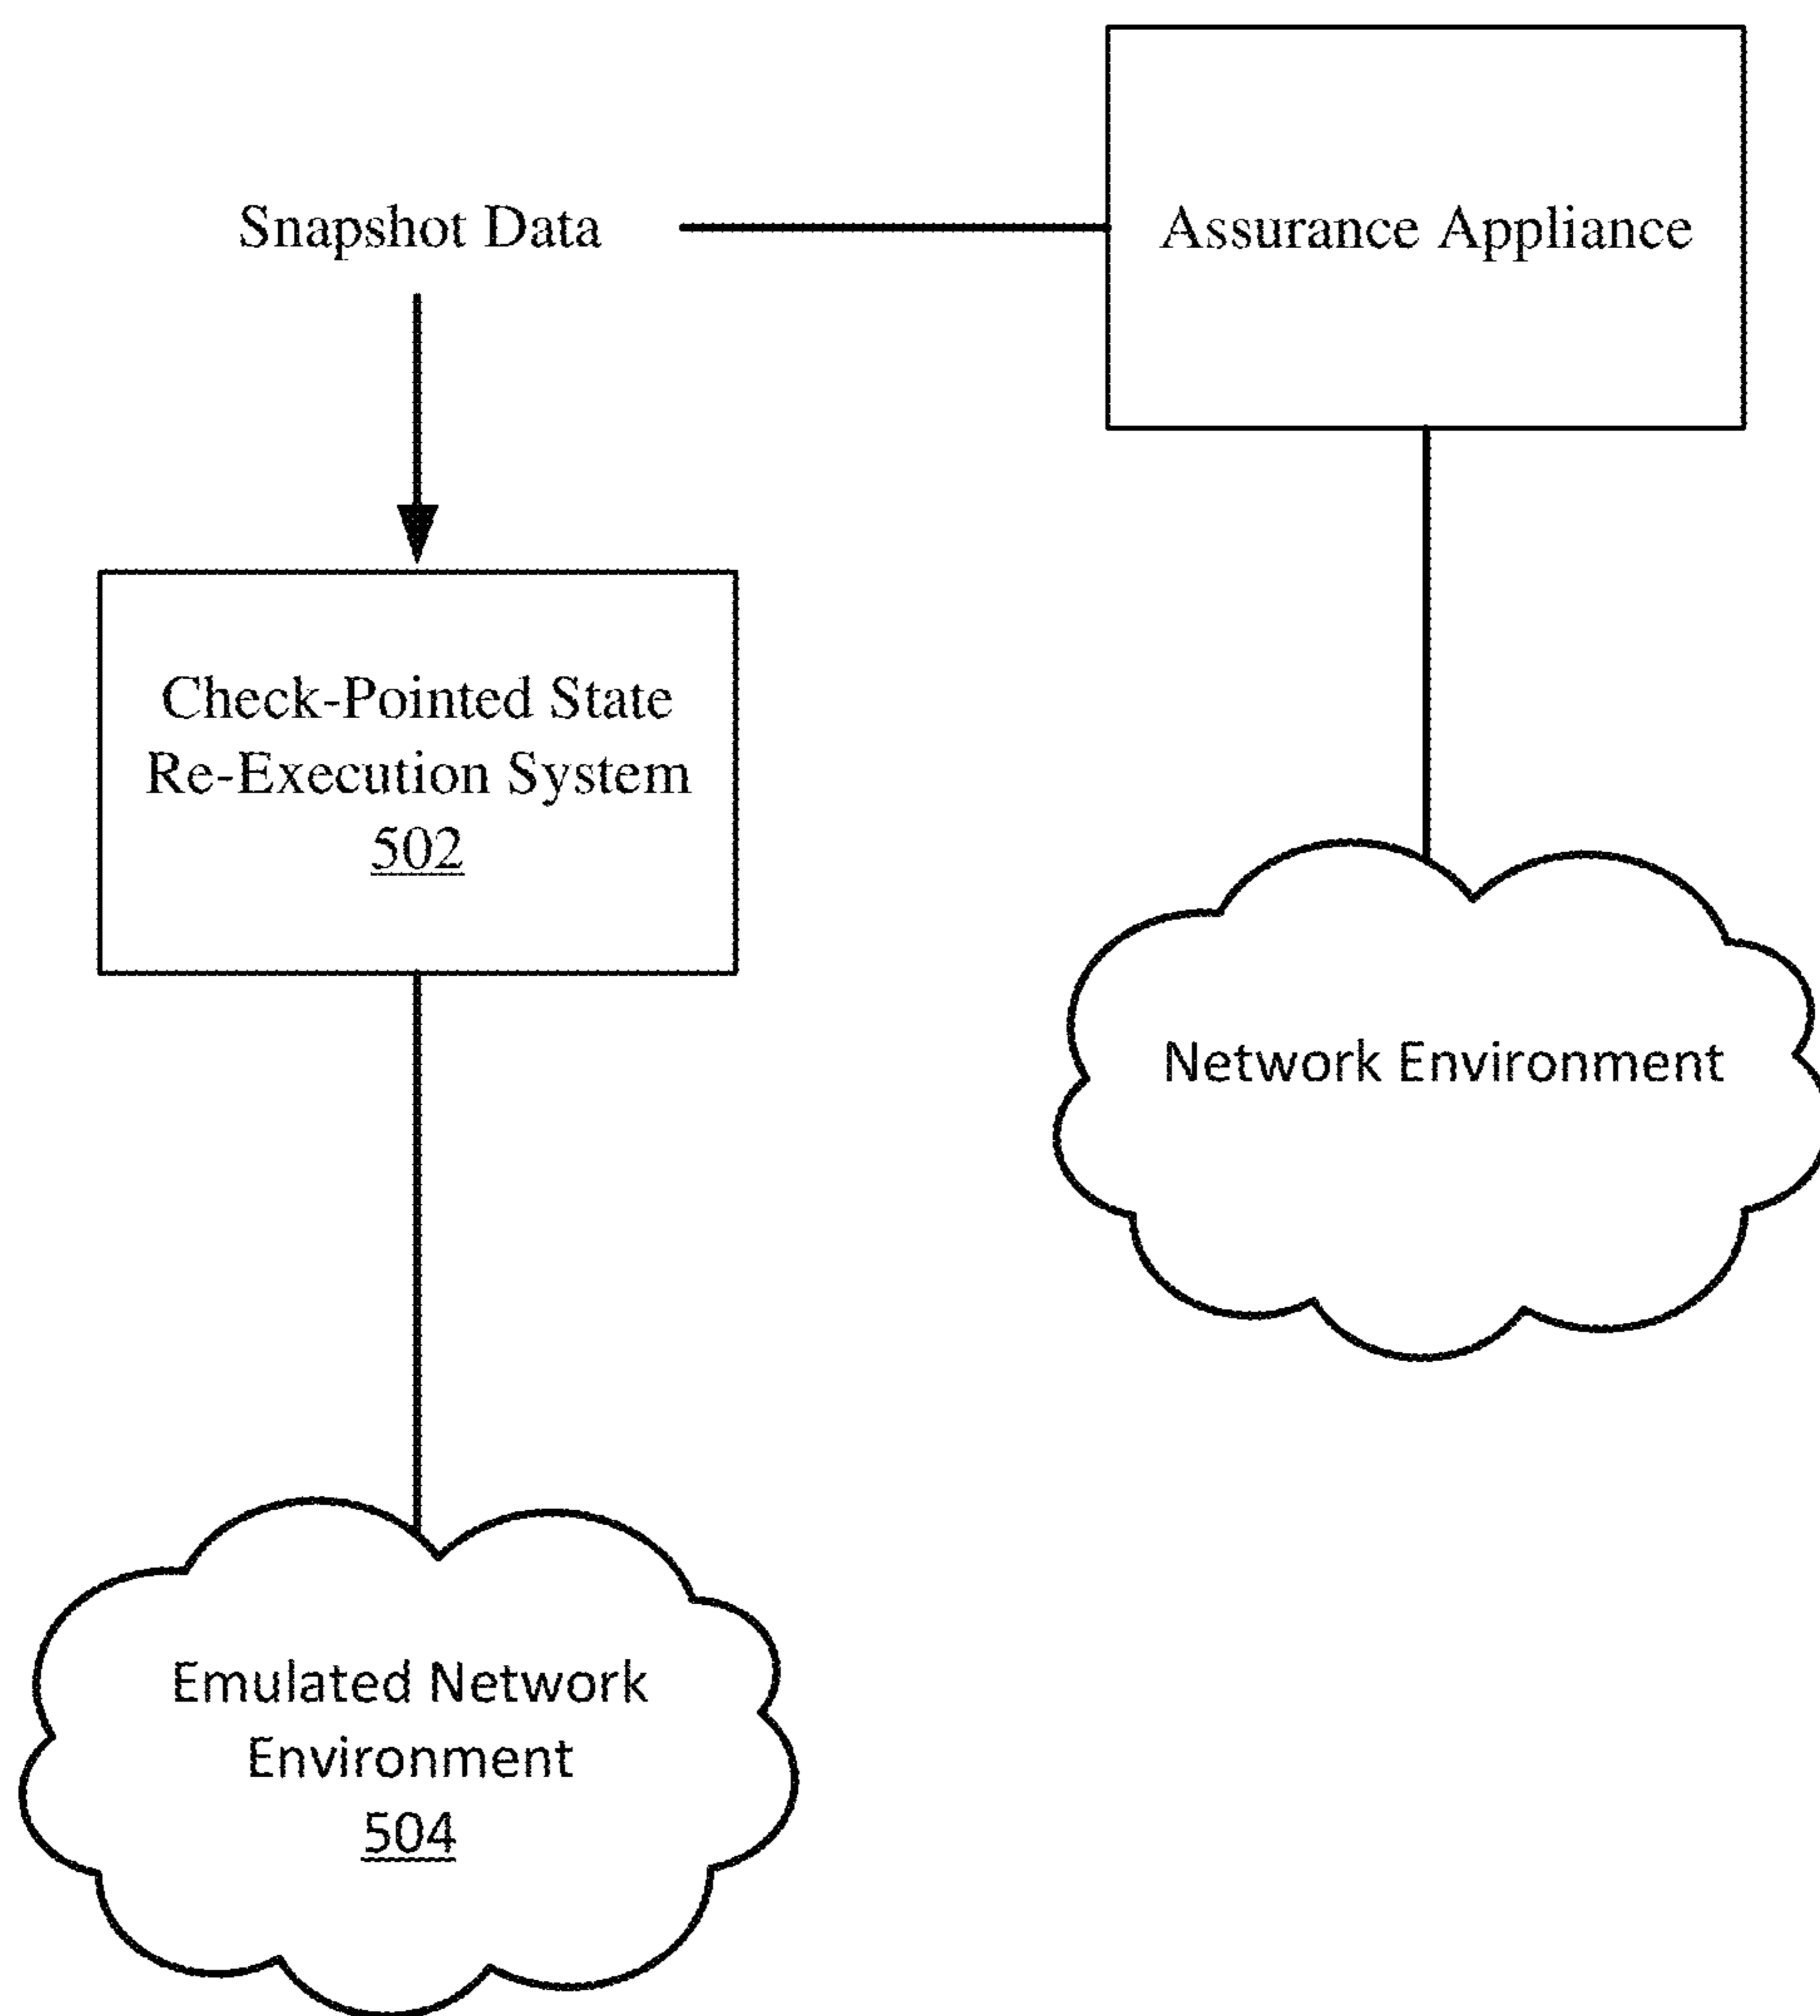 Snapshot Data
Assurance Appliance
Check-Pointed State
Re-Execution System
502
Network Environment
Emulated Network
Environment
504